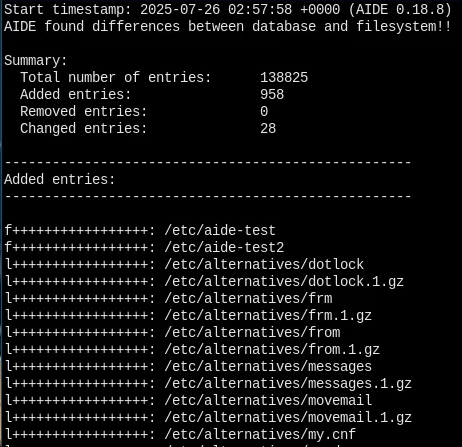 Start timestamp: 2025-07-26 02:57:58 +0000 (AIDE 0.18.8)
AIDE found differences between database and filesystem!!

Summary:
  Total number of entries:      138825
  Added entries:                958
  Removed entries:              0
  Changed entries:              28

---------------------------------------------------
Added entries:
---------------------------------------------------

f+++++++++++++++++: /etc/aide-test
f+++++++++++++++++: /etc/aide-test2
l+++++++++++++++++: /etc/alternatives/dotlock
l+++++++++++++++++: /etc/alternatives/dotlock.1.gz
l+++++++++++++++++: /etc/alternatives/frm
l+++++++++++++++++: /etc/alternatives/frm.1.gz
l+++++++++++++++++: /etc/alternatives/from
l+++++++++++++++++: /etc/alternatives/from.1.gz
l+++++++++++++++++: /etc/alternatives/messages
l+++++++++++++++++: /etc/alternatives/messages.1.gz
l+++++++++++++++++: /etc/alternatives/movemail
l+++++++++++++++++: /etc/alternatives/movemail.1.gz
l+++++++++++++++++: /etc/alternatives/my.cnf